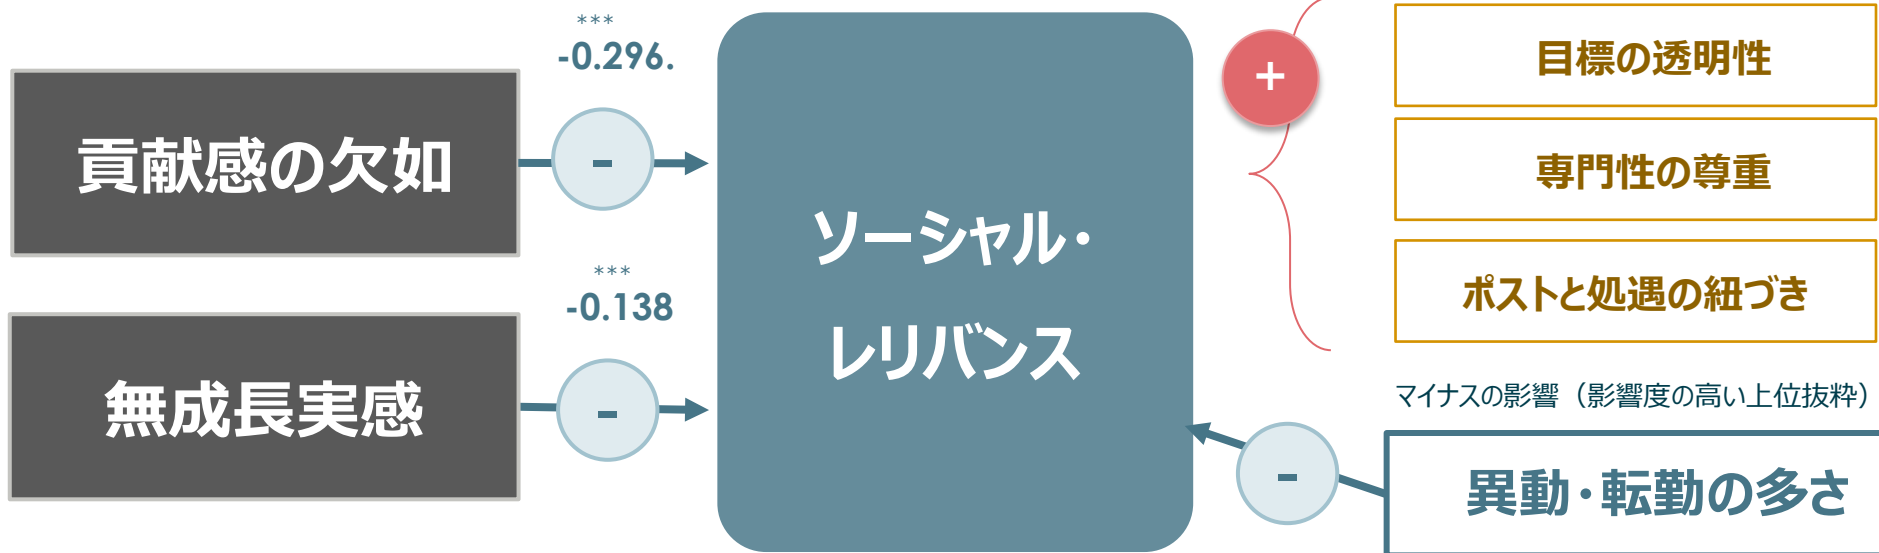 ***
-0.296.
貢献感の欠如
-
***
-0.138
無成長実感
-
ソーシャル・
レリバンス
+
目標の透明性
専門性の尊重
ポストと処遇の紐づき
マイナスの影響（影響度の高い上位抜粋）
-
異動・転勤の多さ